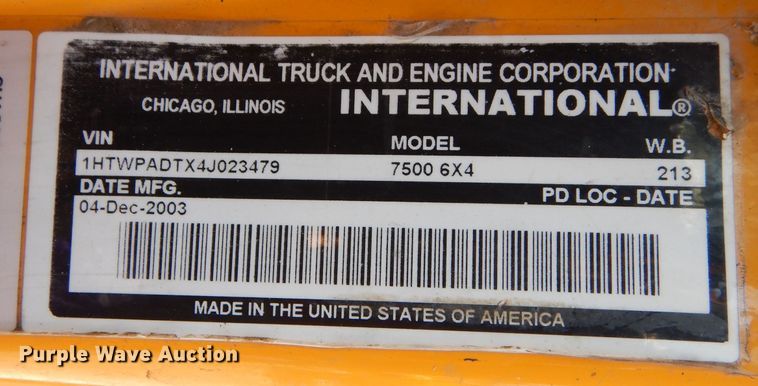 INTERNATIONAL TRUCK AND ENGINE CORPORATION
CHICAGO, ILLINOIS INTERNATIONAL®
VIN MODEL W.B.
1HTWPADTX4J023479 7500 6X4 213
DATE MFG. PD LOC - DATE
04-Dec-2003
MADE IN THE UNITED STATES OF AMERICA
Purple Wave Auction